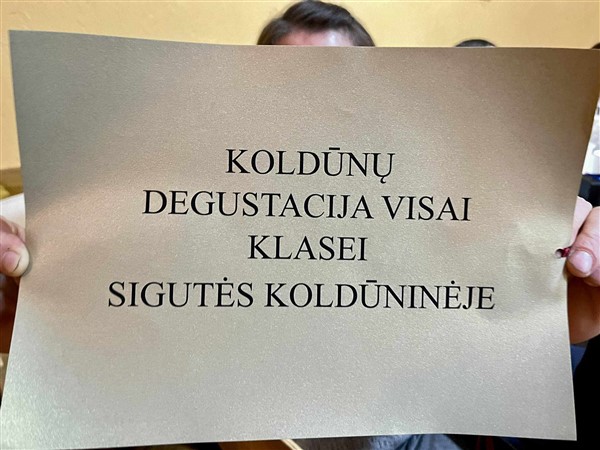 KOLDŪNŲ
DEGUSTACIJA VISAI
KLASEI
SIGUTĖS KOLDŪNINĖJE